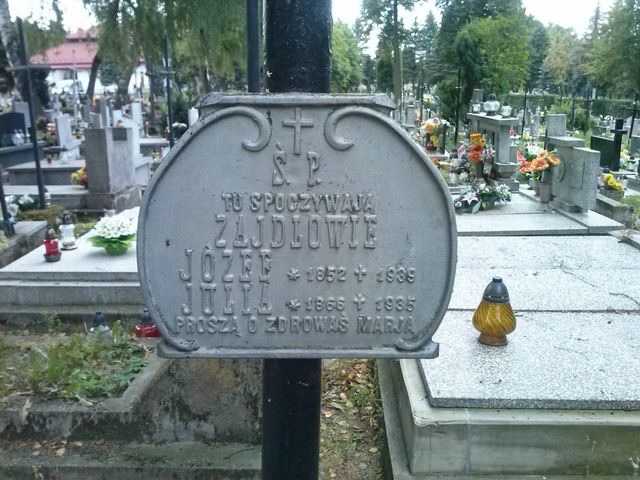 Ś. P.
TU SPOCZYWAJĄ
ZAJDLOWIE
JÓZEF * 1852 + 1939
JULIA * 1866 + 1935
PROSZĄ O ZDROWAŚ MARJA